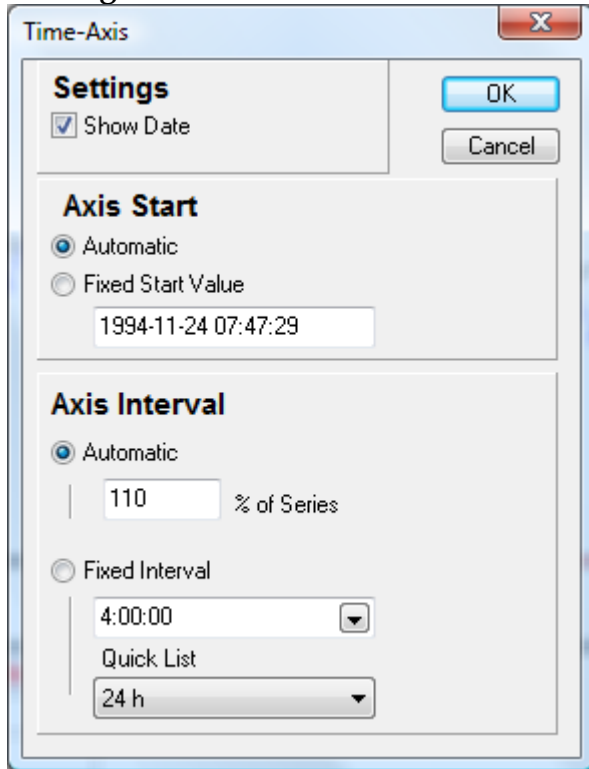 Time-Axis
Settings
Show Date
OK
Cancel
Axis Start
Automatic
Fixed Start Value
1994-11-24 07:47:29
Axis Interval
Automatic
110 % of Series
Fixed Interval
4:00:00
Quick List
24 h